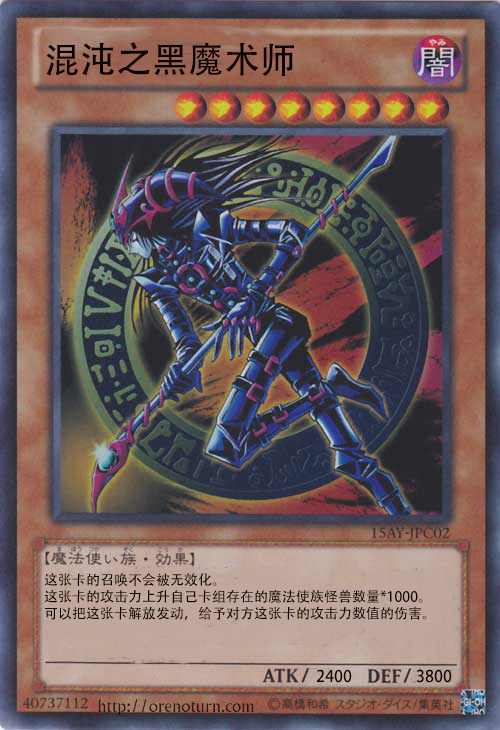 混沌之黑魔术师
やみ
闇
15AY-JPC02
【魔法使い族・効果】
这张卡的召唤不会被无效化。
这张卡的攻击力上升自己卡组存在的魔法使族怪兽数量*1000。
可以把这张卡解放发动，给予对方这张卡的攻击力数值的伤害。
ATK/ 2400 DEF/ 3800
40737112 http://orenoturn.com/ ©高橋和希 スタジオ・ダイス/集英社